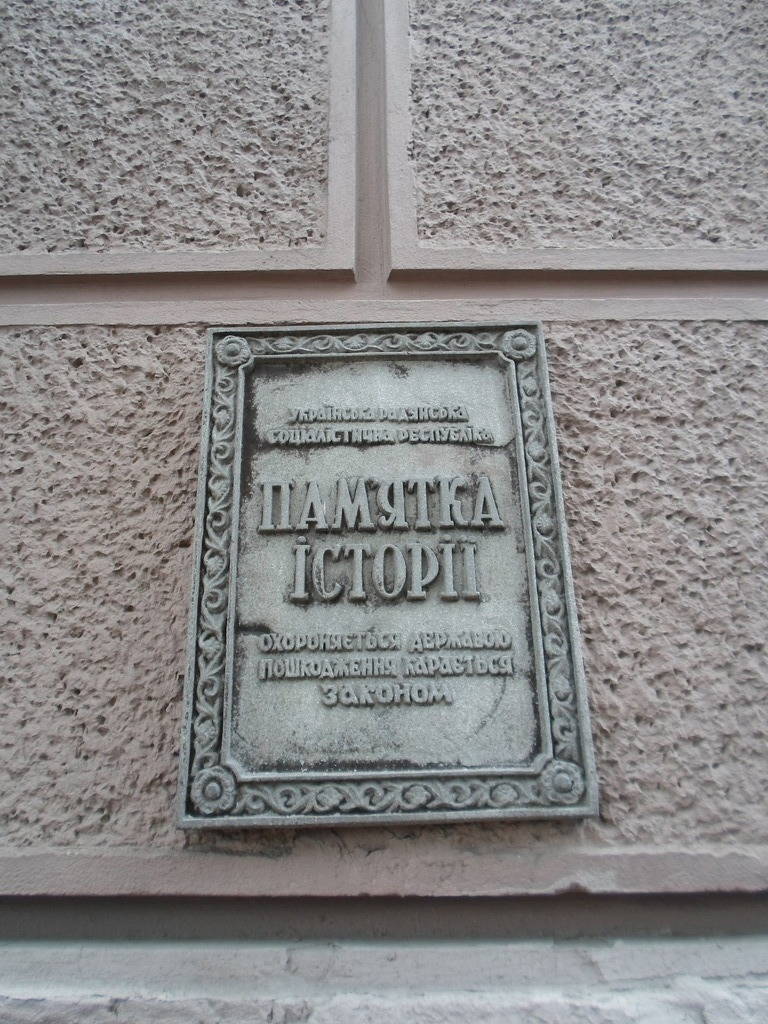 УКРАЇНСЬКА РАДЯНСЬКА
СОЦІАЛІСТИЧНА РЕСПУБЛІКА
ПАМ'ЯТКА
ІСТОРІЇ
ОХОРОНЯЄТЬСЯ ДЕРЖАВОЮ
ПОШКОДЖЕННЯ КАРАЄТЬСЯ
ЗАКОНОМ